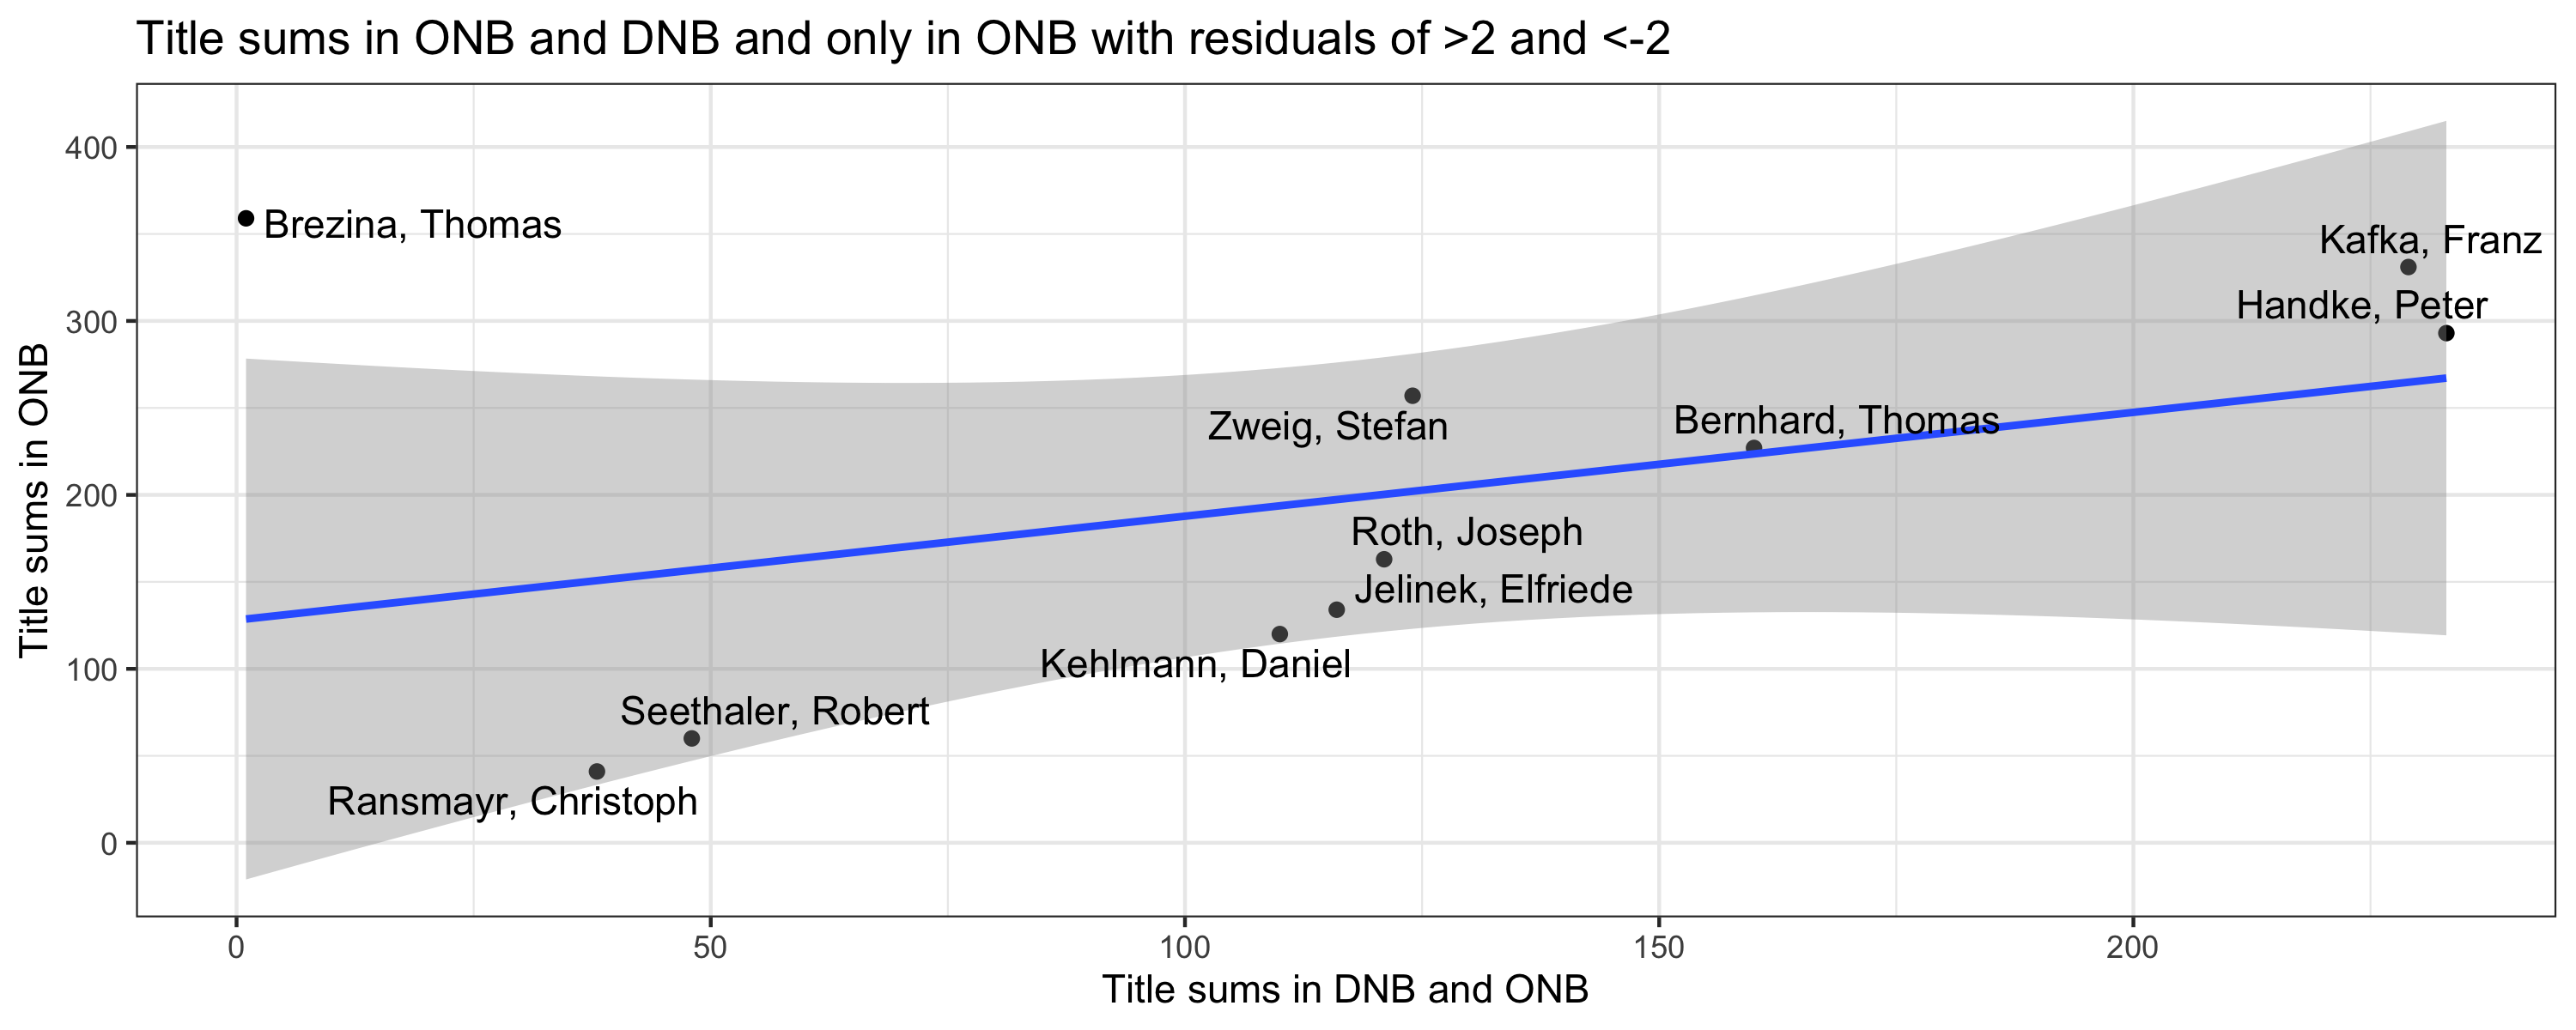 Title sums in ONB and DNB and only in ONB with residuals of >2 and <-2
Title sums in ONB
400
300
200
100
0
Brezina, Thomas
Kafka, Franz
Handke, Peter
Zweig, Stefan
Bernhard, Thomas
Roth, Joseph
Jelinek, Elfriede
Kehlmann, Daniel
Seethaler, Robert
Ransmayr, Christoph
0 50 100 150 200
Title sums in DNB and ONB